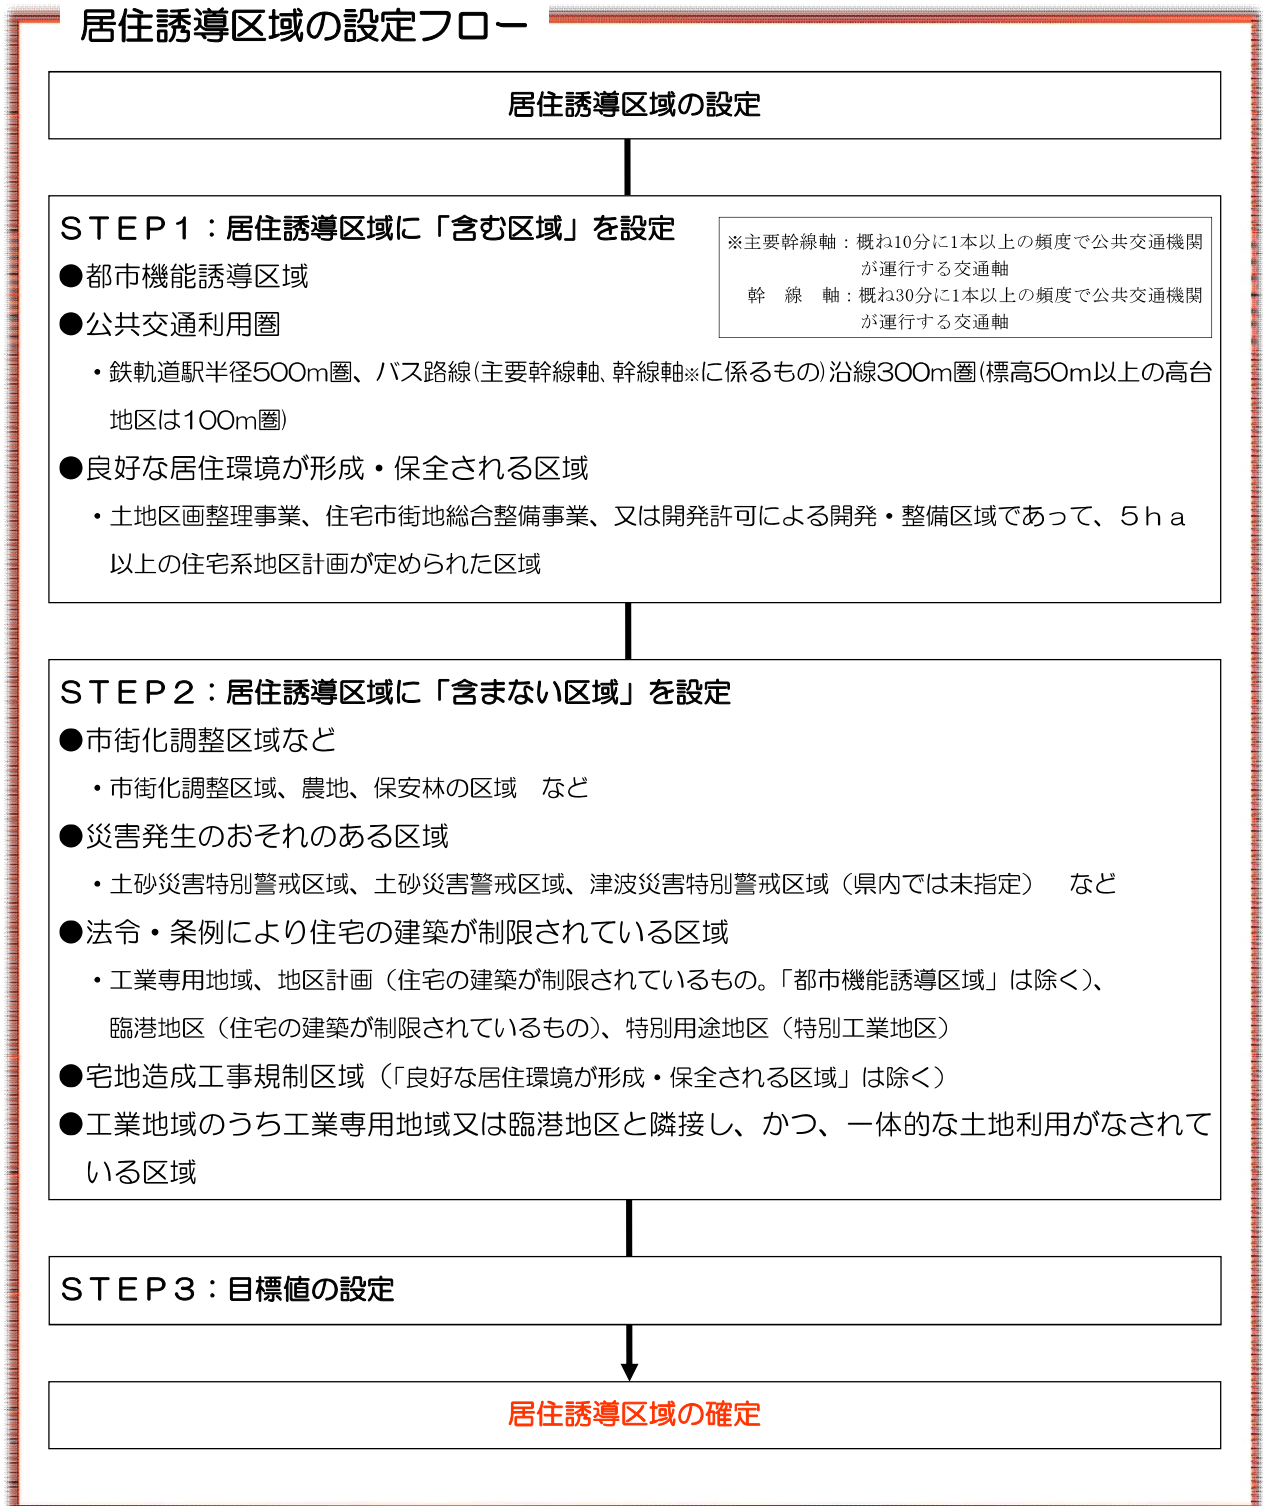 居住誘導区域の設定フロー
居住誘導区域の設定
ＳＴＥＰ１：居住誘導区域に「含む区域」を設定
※主要幹線軸：概ね10分に1本以上の頻度で公共交通機関
が運行する交通軸
幹　線　軸：概ね30分に1本以上の頻度で公共交通機関
が運行する交通軸
●都市機能誘導区域
●公共交通利用圏
・鉄軌道駅半径500m圏、バス路線(主要幹線軸、幹線軸※に係るもの)沿線300m圏(標高50m以上の高台
地区は100m圏)
●良好な居住環境が形成・保全される区域
・土地区画整理事業、住宅市街地総合整備事業、又は開発許可による開発・整備区域であって、５ｈａ
以上の住宅系地区計画が定められた区域
ＳＴＥＰ２：居住誘導区域に「含まない区域」を設定
●市街化調整区域など
・市街化調整区域、農地、保安林の区域　など
●災害発生のおそれのある区域
・土砂災害特別警戒区域、土砂災害警戒区域、津波災害特別警戒区域（県内では未指定）　など
●法令・条例により住宅の建築が制限されている区域
・工業専用地域、地区計画（住宅の建築が制限されているもの。「都市機能誘導区域」は除く）、
臨港地区（住宅の建築が制限されているもの）、特別用途地区（特別工業地区）
●宅地造成工事規制区域（「良好な居住環境が形成・保全される区域」は除く）
●工業地域のうち工業専用地域又は臨港地区と隣接し、かつ、一体的な土地利用がなされて
いる区域
ＳＴＥＰ３：目標値の設定
居住誘導区域の確定